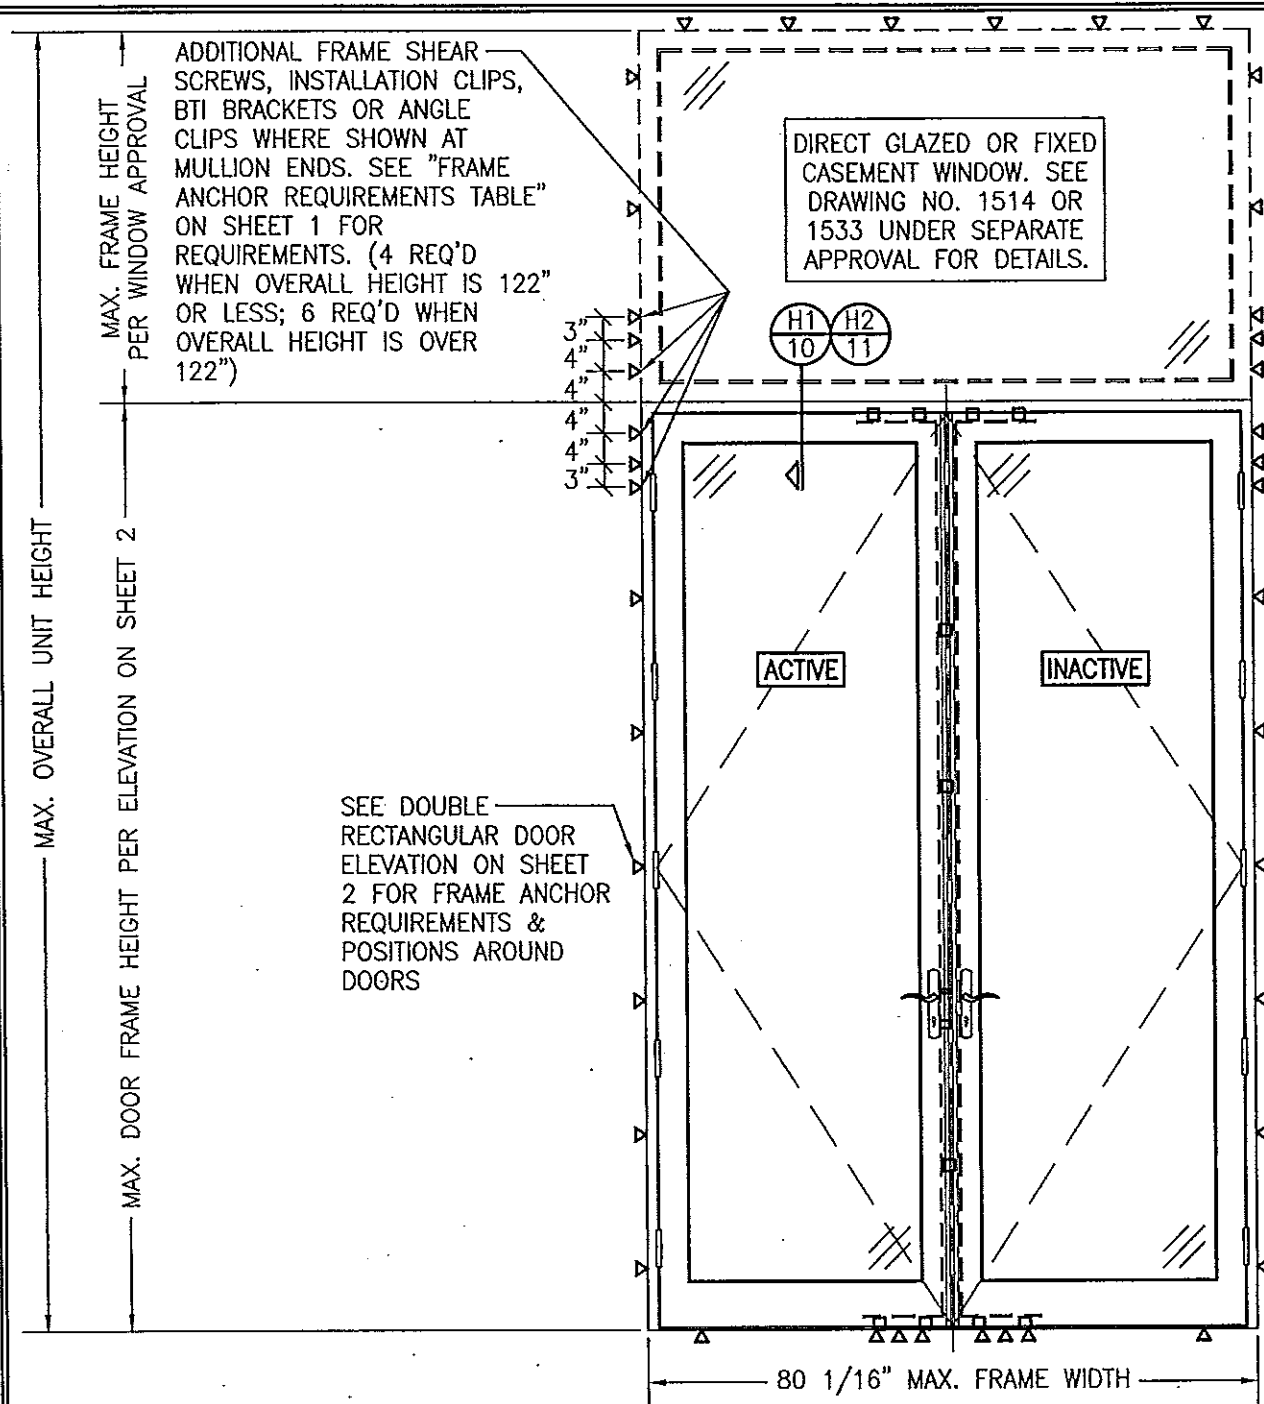 ADDITIONAL FRAME SHEAR
SCREWS, INSTALLATION CLIPS,
BTI BRACKETS OR ANGLE
CLIPS WHERE SHOWN AT
MULLION ENDS. SEE "FRAME
ANCHOR REQUIREMENTS TABLE"
ON SHEET 1 FOR
REQUIREMENTS. (4 REQ'D
WHEN OVERALL HEIGHT IS 122"
OR LESS; 6 REQ'D WHEN
OVERALL HEIGHT IS OVER
122")
MAX. FRAME HEIGHT
PER WINDOW APPROVAL
DIRECT GLAZED OR FIXED
CASEMENT WINDOW. SEE
DRAWING NO. 1514 OR
1533 UNDER SEPARATE
APPROVAL FOR DETAILS.
H1 H2
10 11
3"
4"
4"
4"
4"
3"
MAX. OVERALL UNIT HEIGHT
MAX. DOOR FRAME HEIGHT PER ELEVATION ON SHEET 2
ACTIVE
INACTIVE
SEE DOUBLE
RECTANGULAR DOOR
ELEVATION ON SHEET
2 FOR FRAME ANCHOR
REQUIREMENTS &
POSITIONS AROUND
DOORS
80 1/16" MAX. FRAME WIDTH